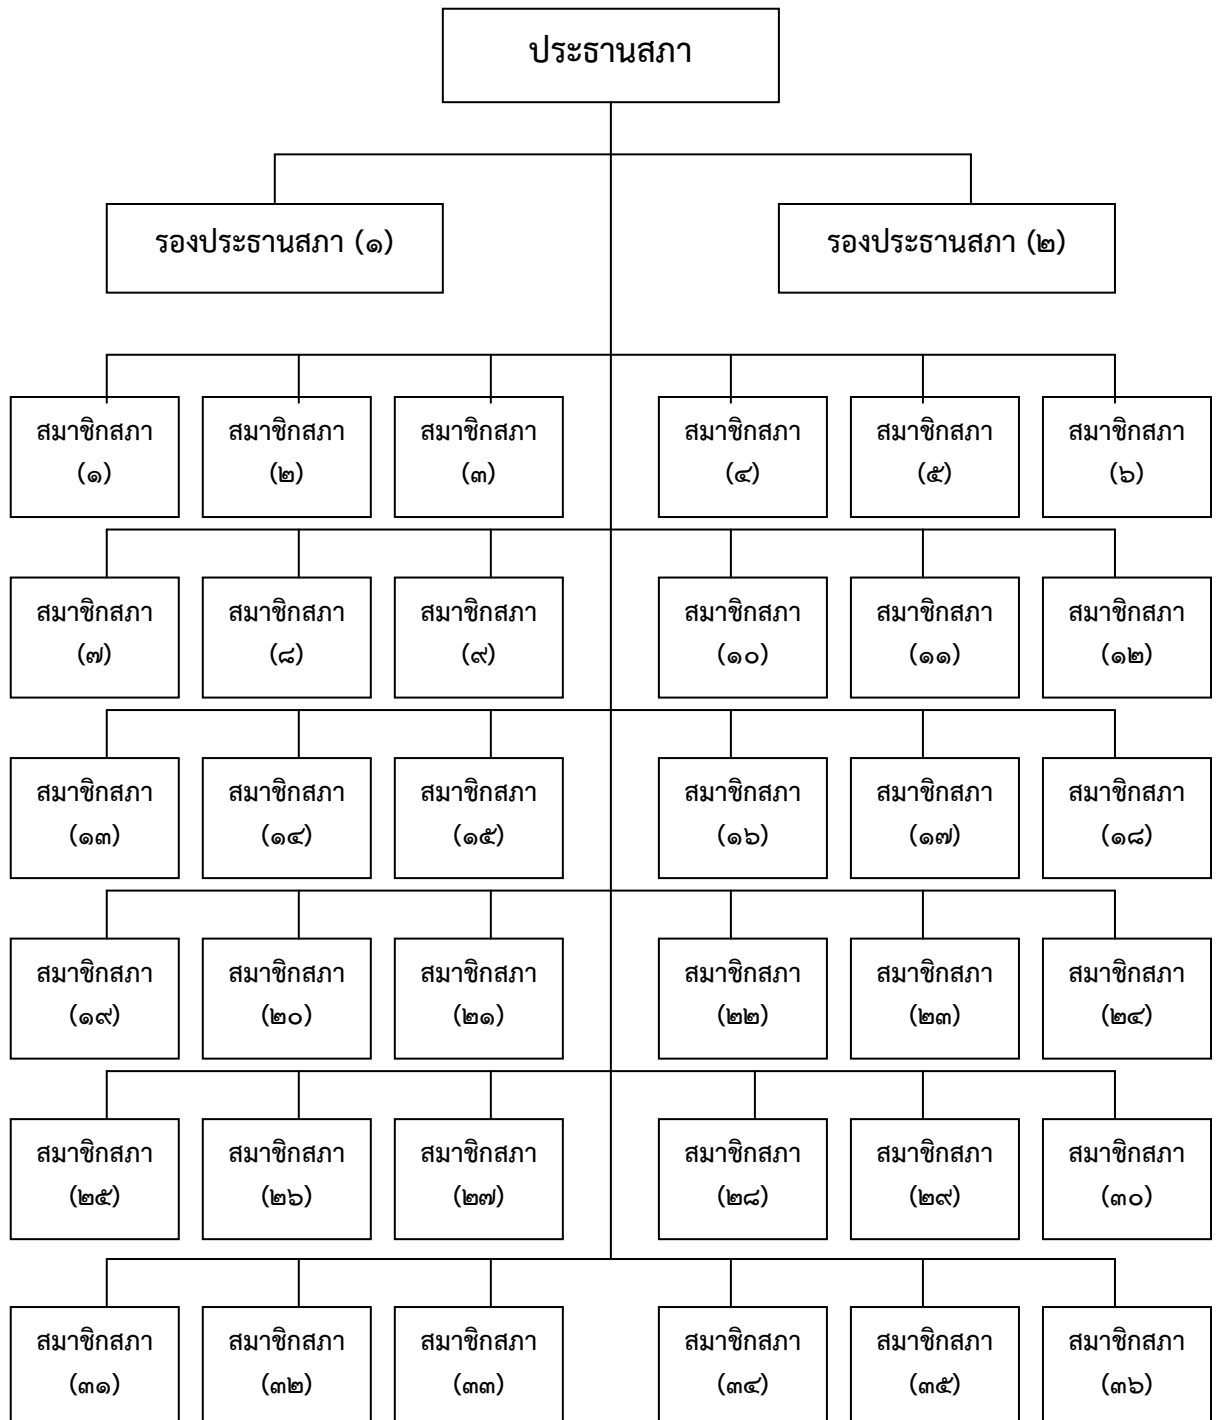 ประธานสภา
รองประธานสภา (๑)
รองประธานสภา (๒)
สมาชิกสภา
(๑)
สมาชิกสภา
(๒)
สมาชิกสภา
(๓)
สมาชิกสภา
(๔)
สมาชิกสภา
(๕)
สมาชิกสภา
(๖)
สมาชิกสภา
(๗)
สมาชิกสภา
(๘)
สมาชิกสภา
(๙)
สมาชิกสภา
(๑๐)
สมาชิกสภา
(๑๑)
สมาชิกสภา
(๑๒)
สมาชิกสภา
(๑๓)
สมาชิกสภา
(๑๔)
สมาชิกสภา
(๑๕)
สมาชิกสภา
(๑๖)
สมาชิกสภา
(๑๗)
สมาชิกสภา
(๑๘)
สมาชิกสภา
(๑๙)
สมาชิกสภา
(๒๐)
สมาชิกสภา
(๒๑)
สมาชิกสภา
(๒๒)
สมาชิกสภา
(๒๓)
สมาชิกสภา
(๒๔)
สมาชิกสภา
(๒๕)
สมาชิกสภา
(๒๖)
สมาชิกสภา
(๒๗)
สมาชิกสภา
(๒๘)
สมาชิกสภา
(๒๙)
สมาชิกสภา
(๓๐)
สมาชิกสภา
(๓๑)
สมาชิกสภา
(๓๒)
สมาชิกสภา
(๓๓)
สมาชิกสภา
(๓๔)
สมาชิกสภา
(๓๕)
สมาชิกสภา
(๓๖)